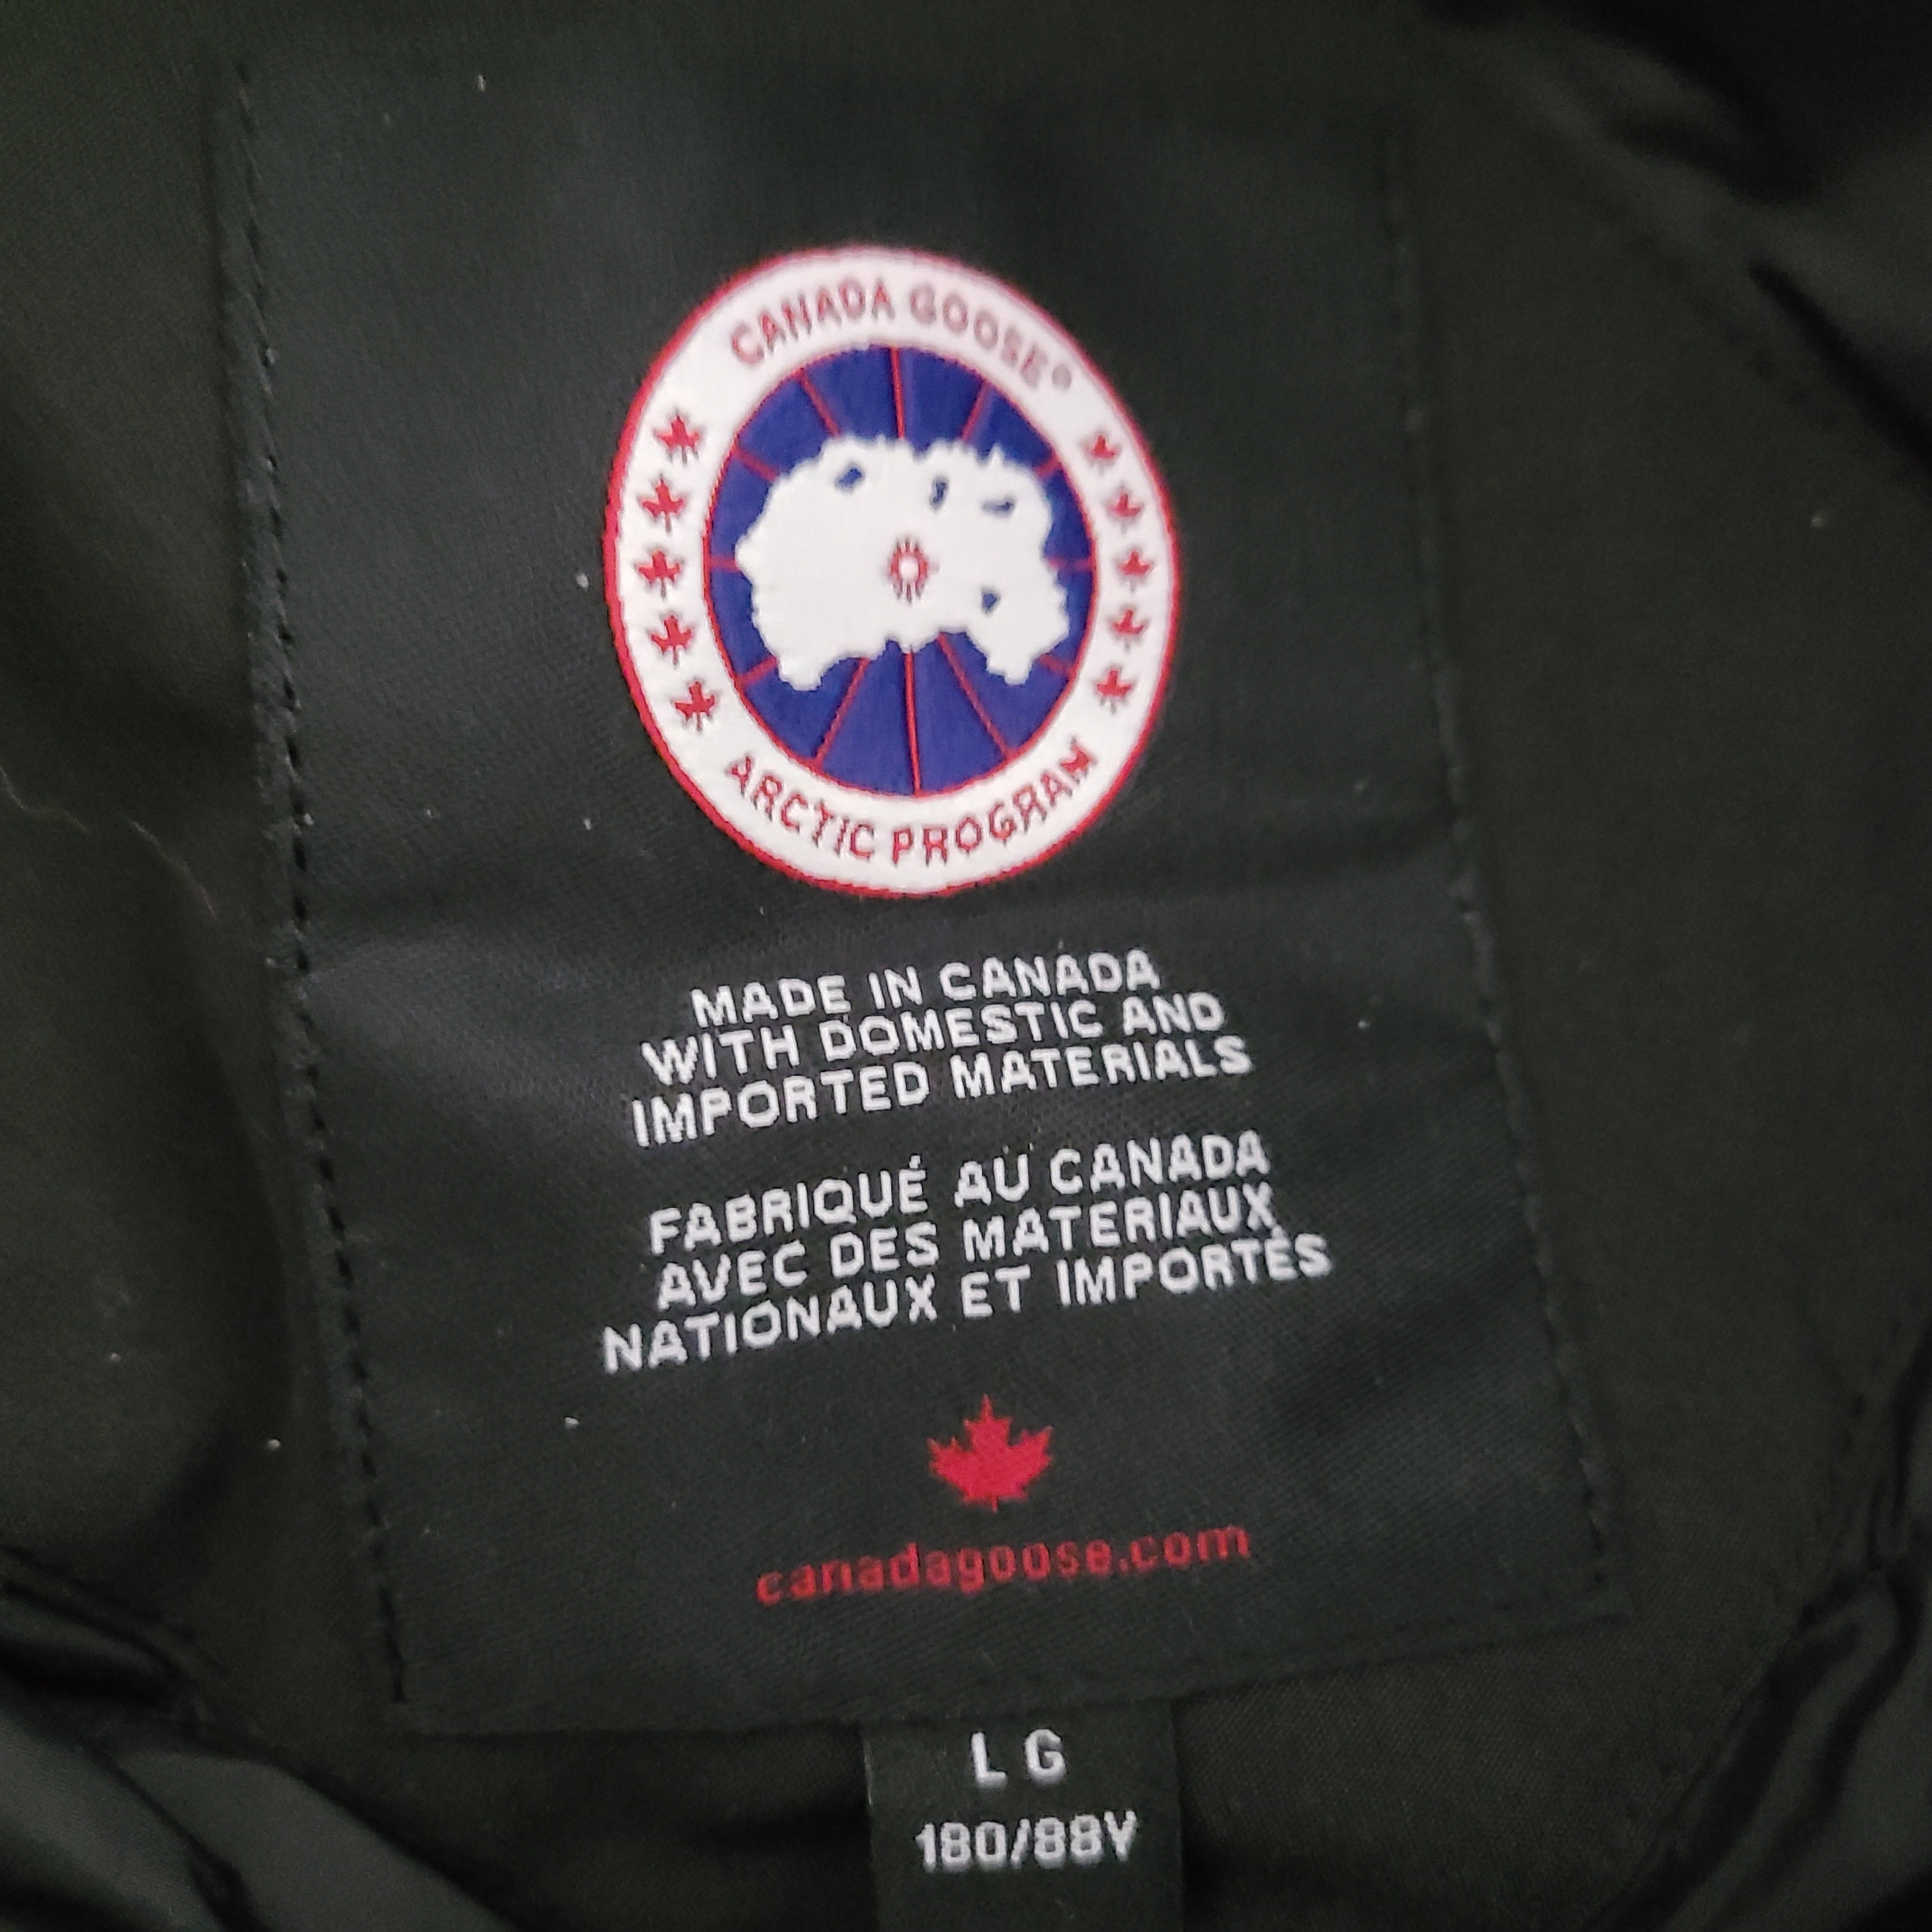 CANADA GOOSE®
ARCTIC PROGRAM
MADE IN CANADA
WITH DOMESTIC AND
IMPORTED MATERIALS
FABRIQUÉ AU CANADA
AVEC DES MATERIAUX
NATIONAUX ET IMPORTÉS
canadagoose.com
LG
180/88Y